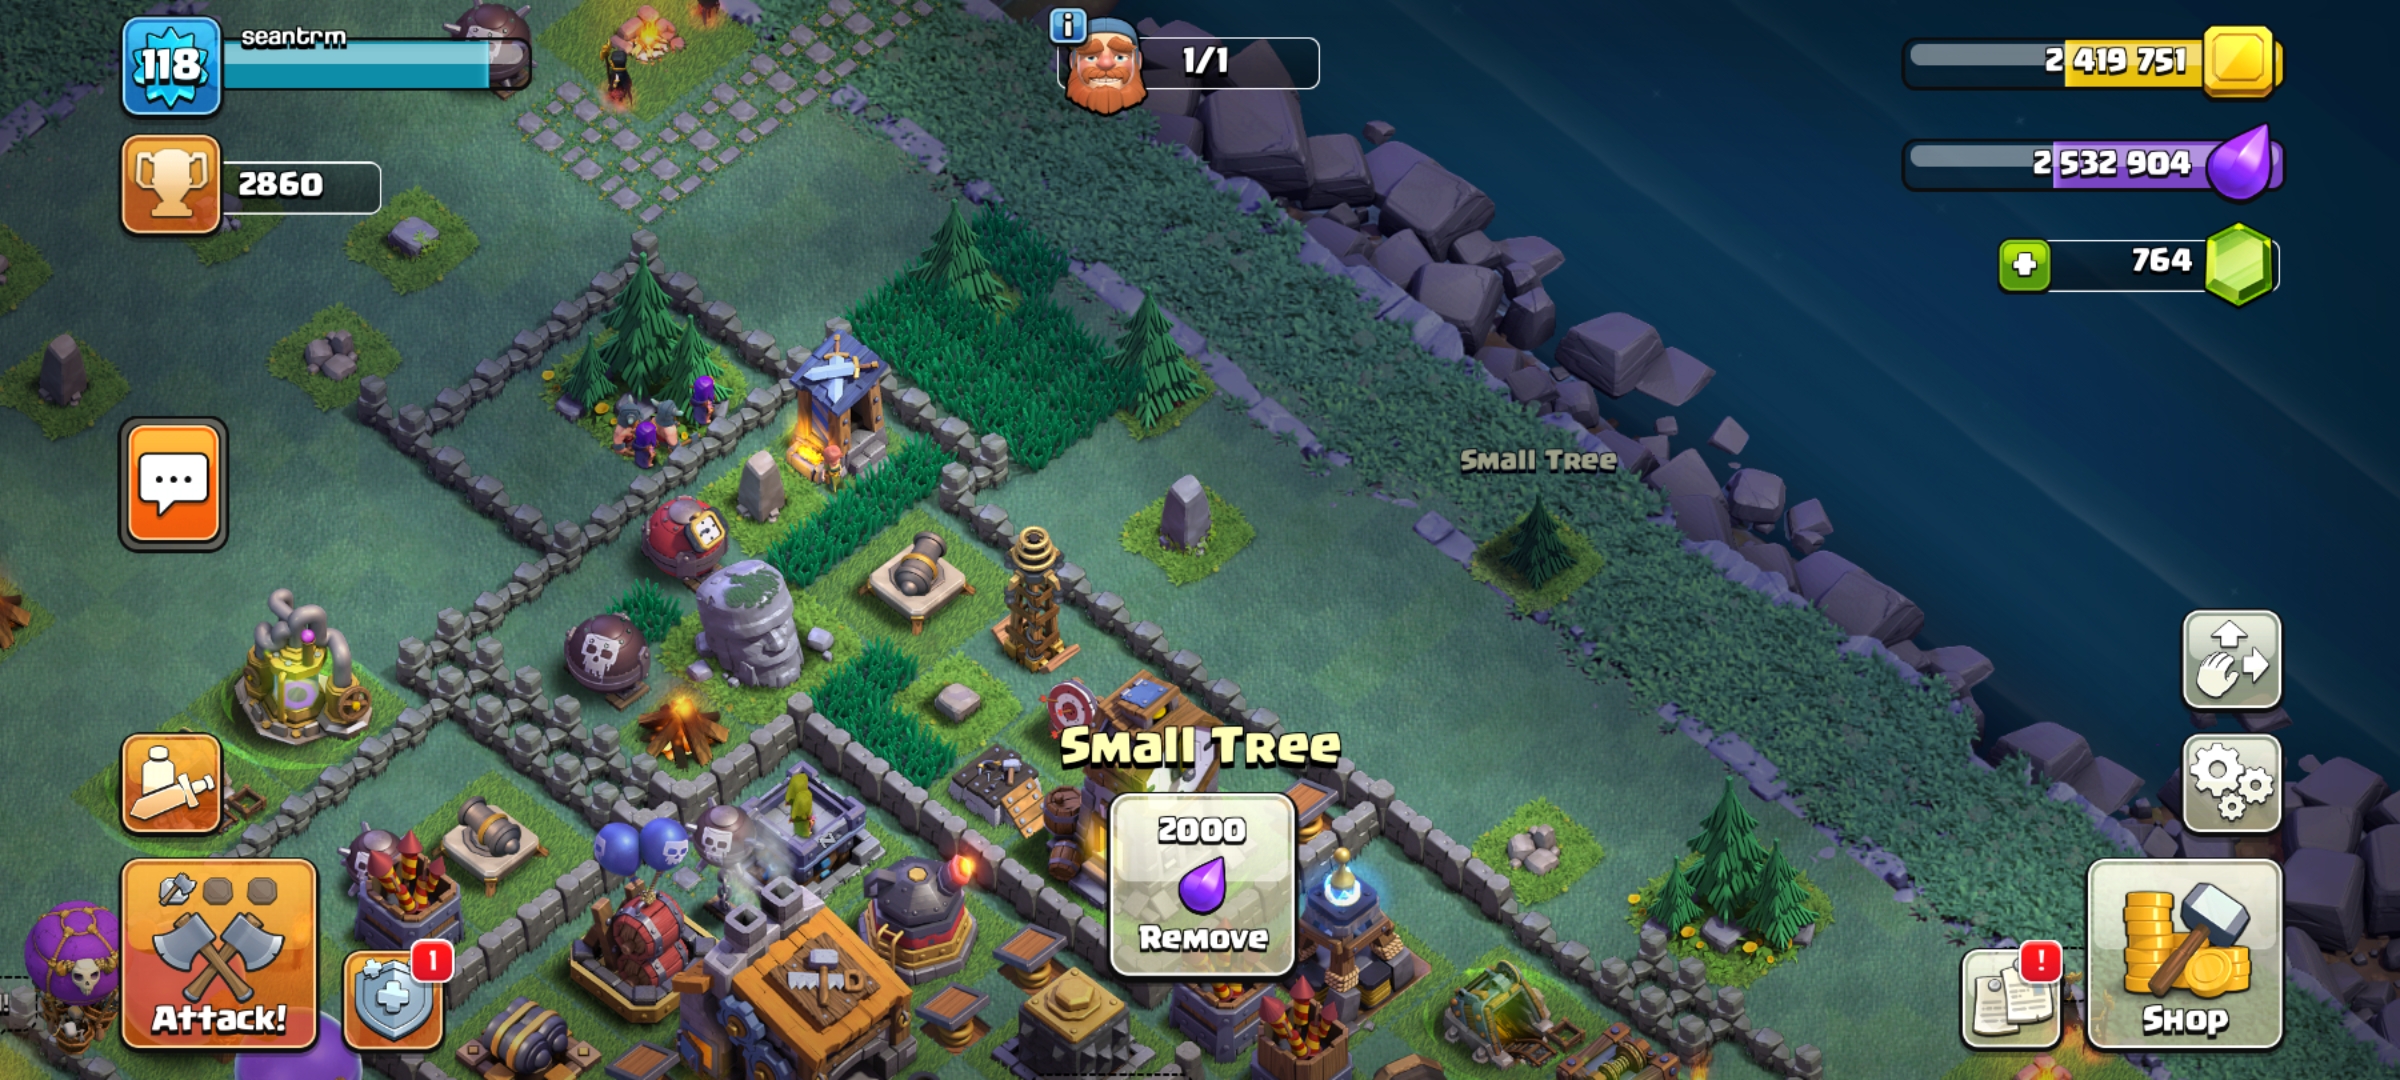 118
seantrm
i
1/1
2 419 751
2860
2 532 904
764
Small Tree
Small Tree
2000
Remove
1
!
Attack!
Shop